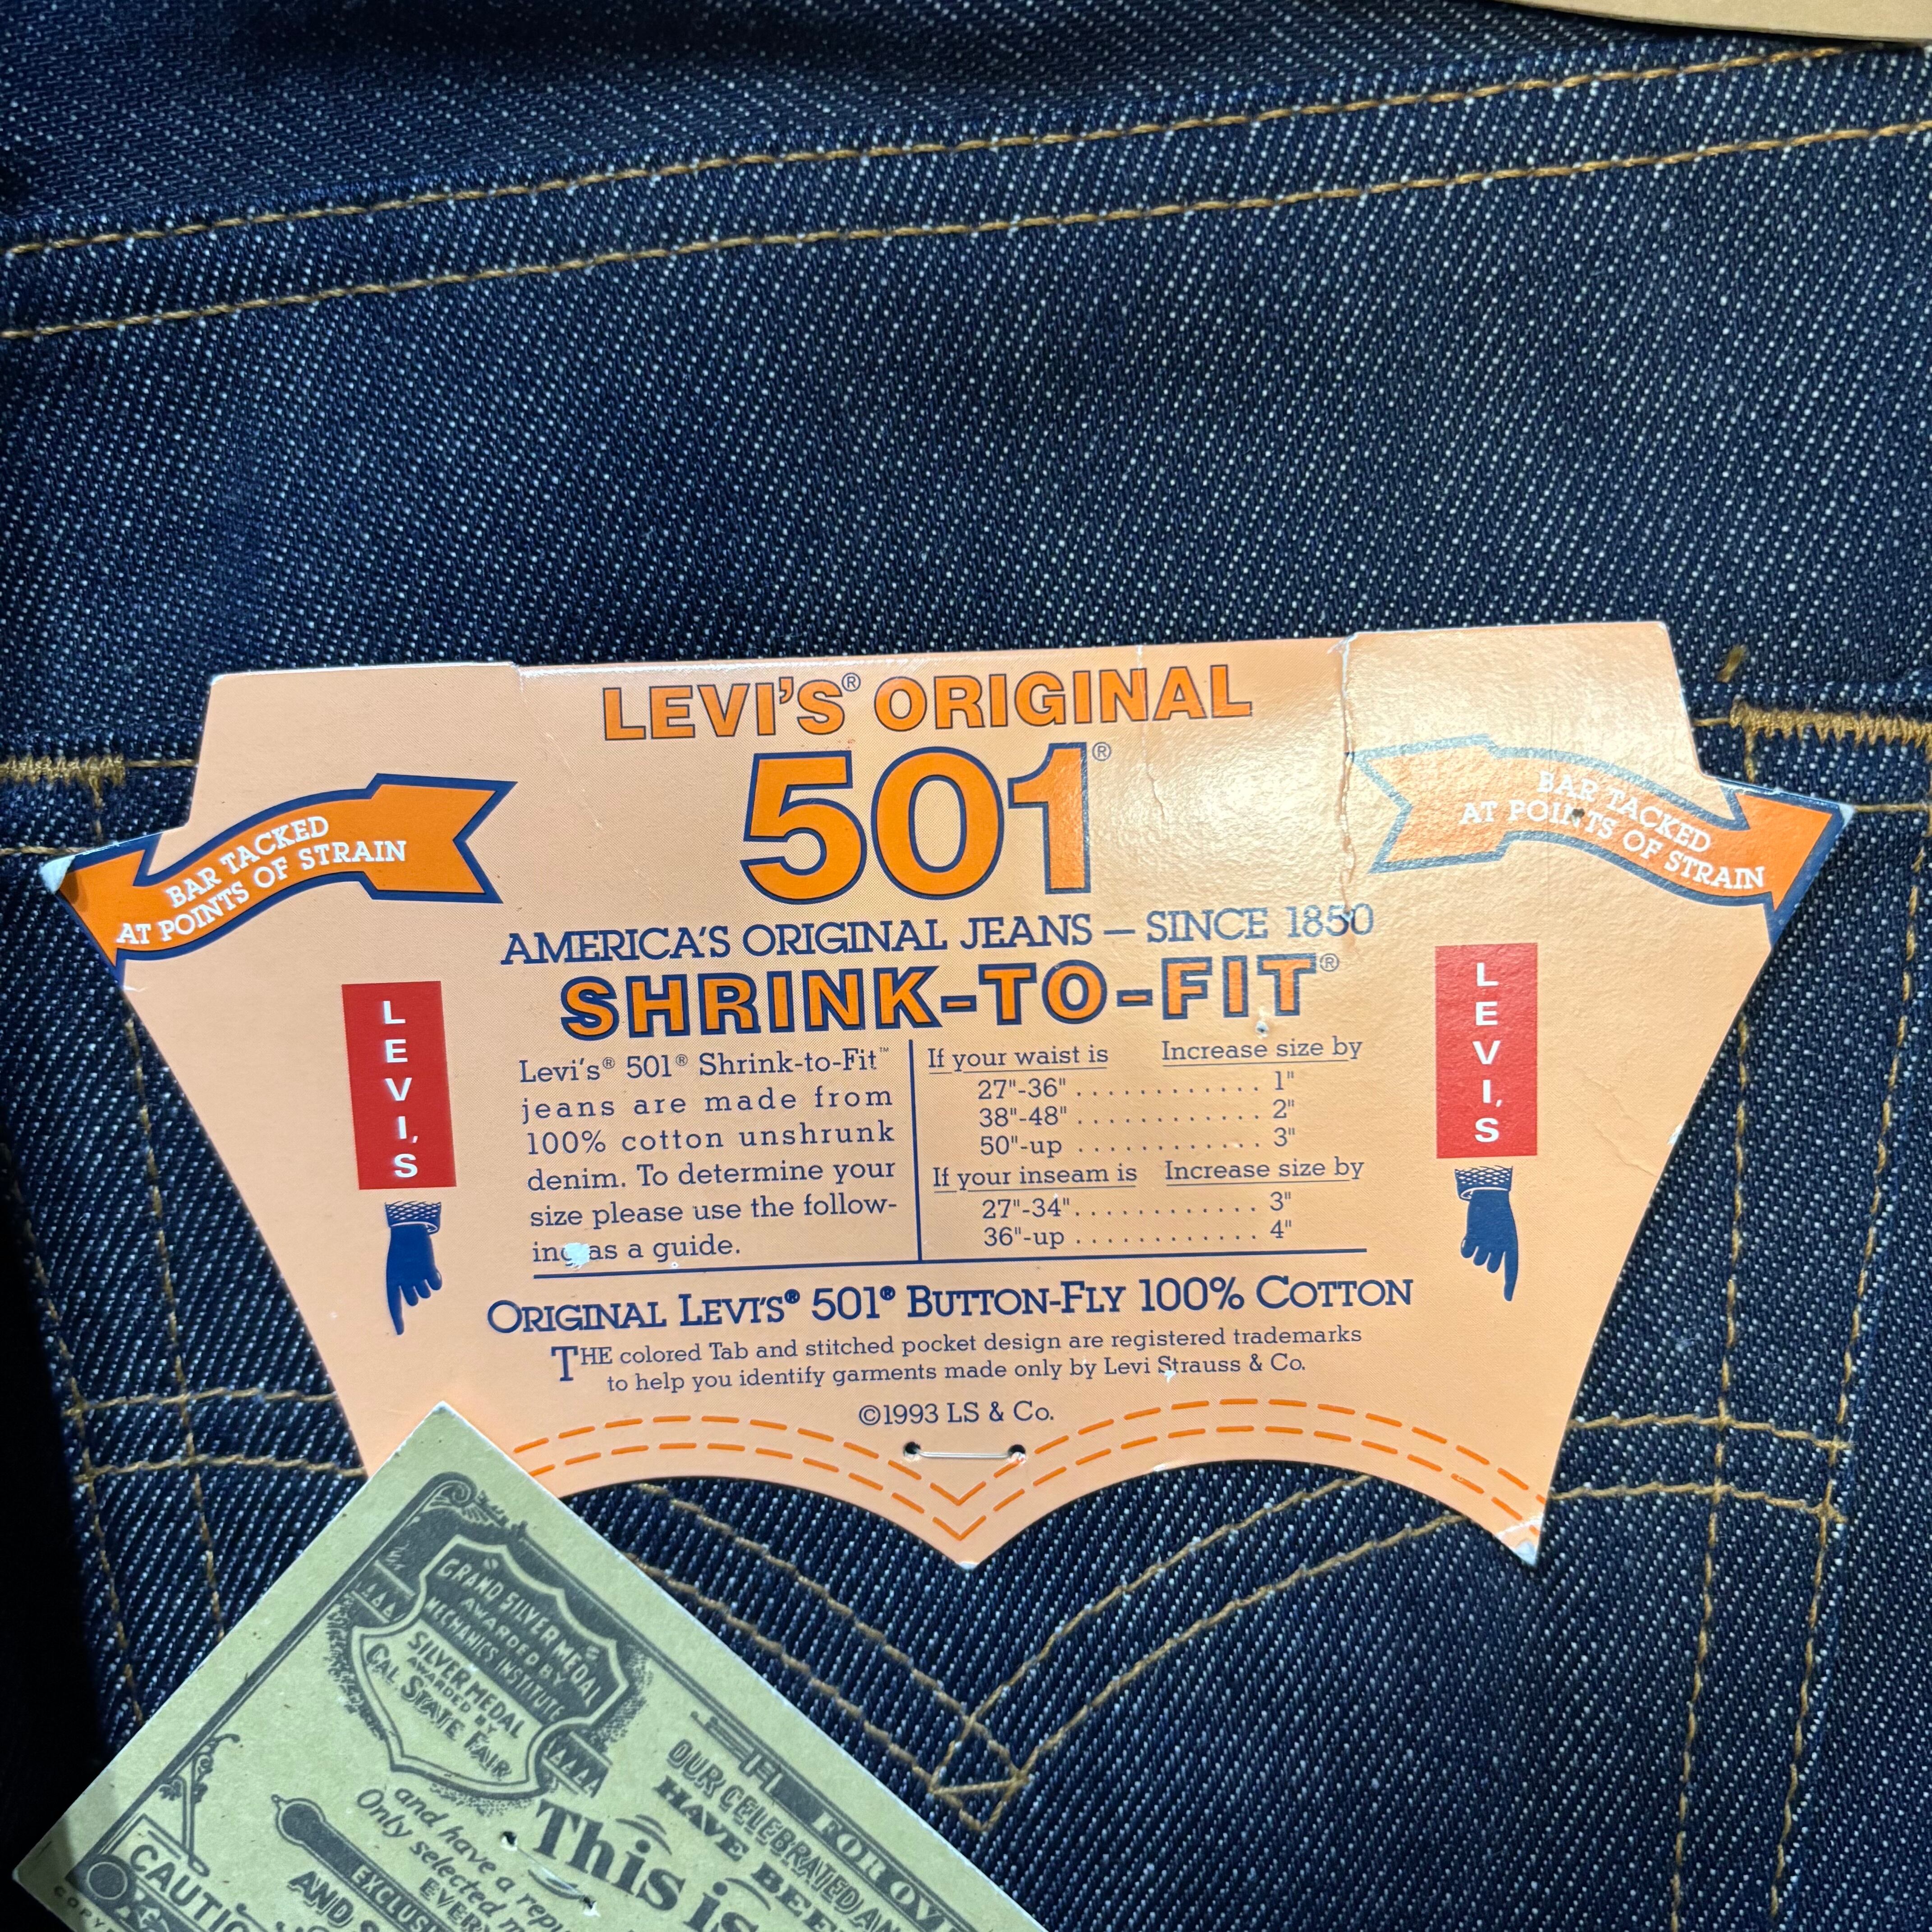 LEVI'S® ORIGINAL
501®
BAR TACKED
AT POINTS OF STRAIN
BAR TACKED
AT POINTS OF STRAIN
AMERICA'S ORIGINAL JEANS – SINCE 1850
SHRINK-TO-FIT®
LEVI'S
LEVI'S
Levi's® 501® Shrink-to-Fit™
jeans are made from
100% cotton unshrunk
denim. To determine your
size please use the follow-
ing as a guide.
If your waist is Increase size by
27"-36" . . . . . . . . . . . . 1"
38"-48" . . . . . . . . . . . . 2"
50"-up . . . . . . . . . . . . 3"
If your inseam is Increase size by
27"-34" . . . . . . . . . . . . 3"
36"-up . . . . . . . . . . . . 4"
ORIGINAL LEVI'S® 501® BUTTON-FLY 100% COTTON
THE colored Tab and stitched pocket design are registered trademarks
to help you identify garments made only by Levi Strauss & Co.
©1993 LS & Co.
GRAND SILVER MEDAL
AWARDED BY
MECHANICS INSTITUTE
SILVER MEDAL
AWARDED BY
CAL. STATE FAIR
FOR OV
OUR CELEBRATED
HAVE BEE
This is
and have a repu
Only selected m
EVERY
EXCLUS
AND S
CAUTIO
COPY